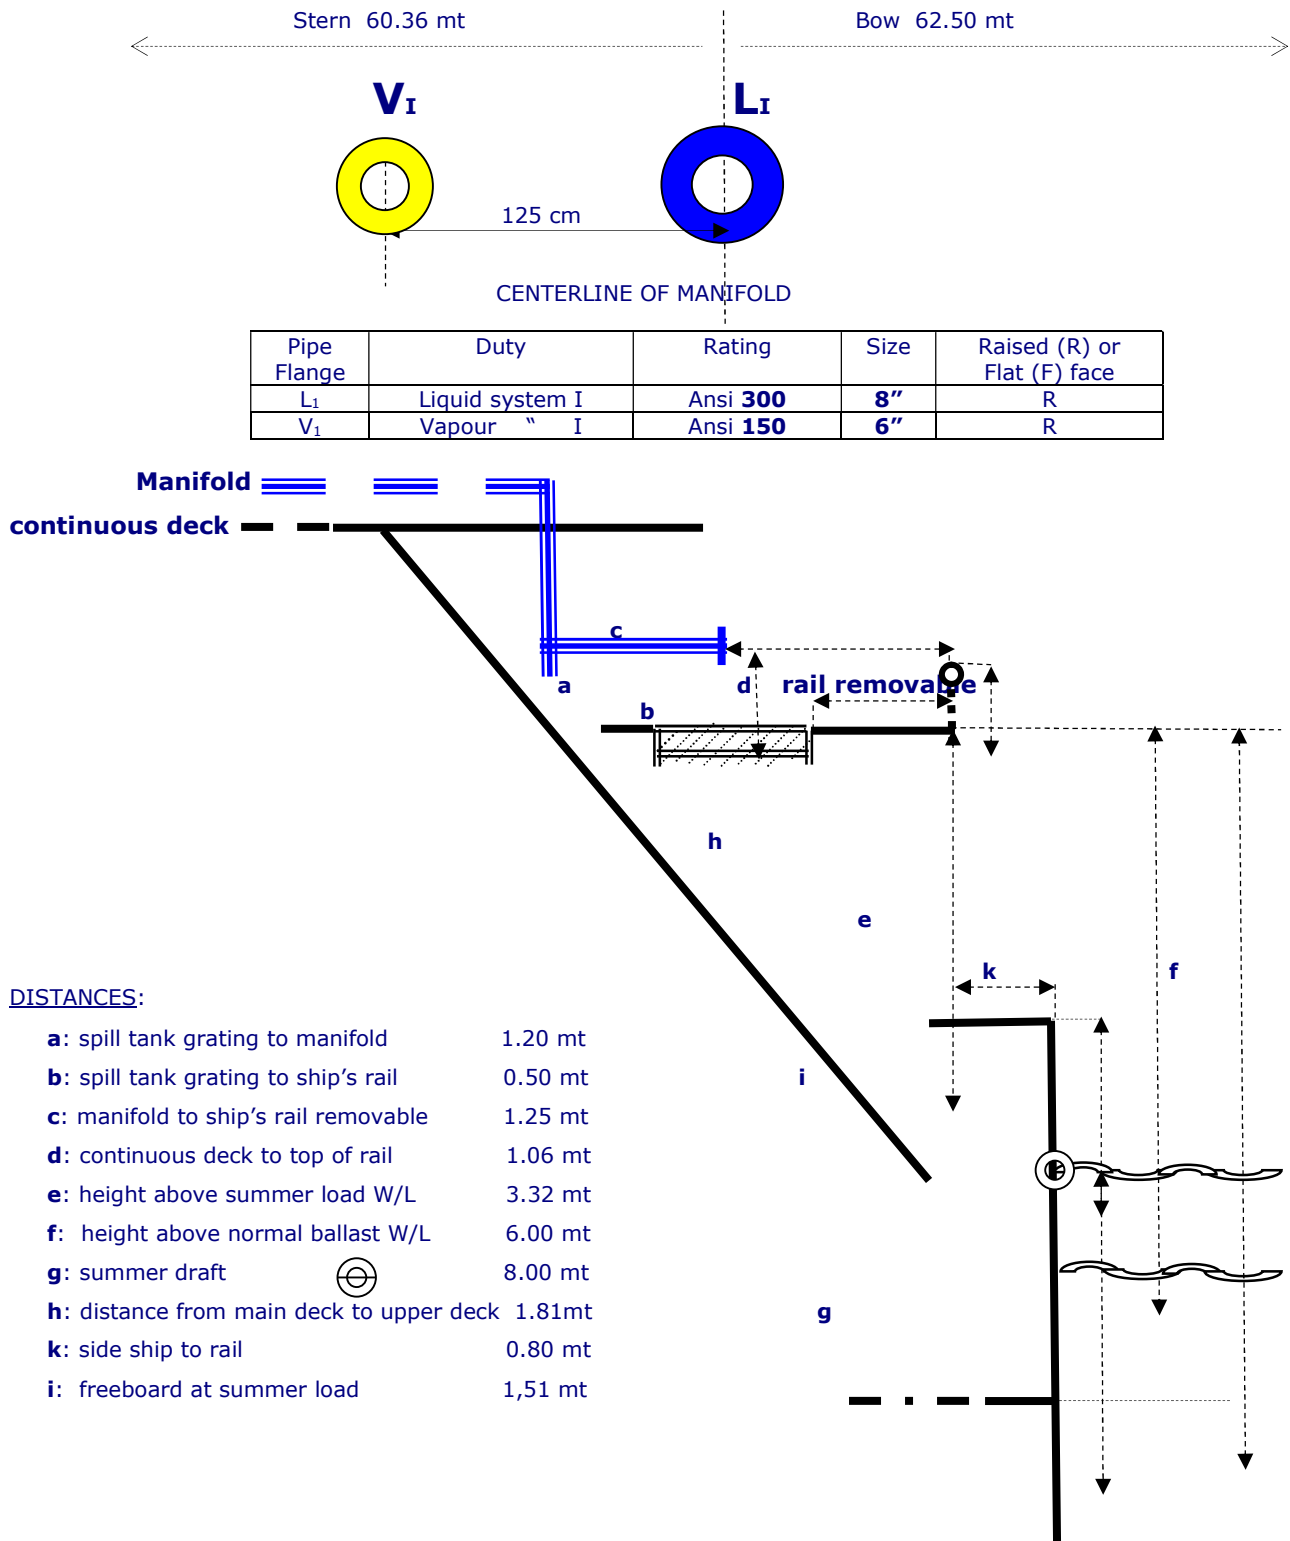 Stern 60.36 mt Bow 62.50 mt
VI LI
125 cm
CENTERLINE OF MANIFOLD
Pipe Flange Duty Rating Size Raised (R) or Flat (F) face
L1 Liquid system I Ansi 300 8” R
V1 Vapour “ I Ansi 150 6” R
Manifold
continuous deck
c
a d rail removable
b
h
e
k f
DISTANCES:
a: spill tank grating to manifold 1.20 mt
i
b: spill tank grating to ship’s rail 0.50 mt
c: manifold to ship’s rail removable 1.25 mt
d: continuous deck to top of rail 1.06 mt
e: height above summer load W/L 3.32 mt
f: height above normal ballast W/L 6.00 mt
g: summer draft 8.00 mt
h: distance from main deck to upper deck 1.81mt
g
k: side ship to rail 0.80 mt
i: freeboard at summer load 1,51 mt